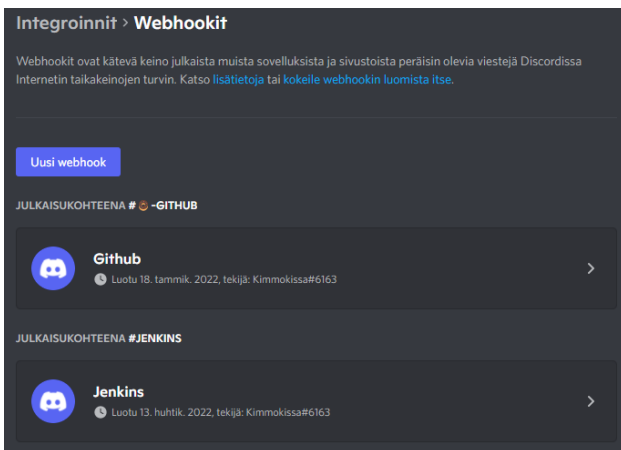 Integroinnit > Webhookit
Webhookit ovat kätevä keino julkaista muista sovelluksista ja sivustoista peräisin olevia viestejä Discordissa
Internetin taikakeinojen turvin. Katso lisätietoja tai kokeile webhookin luomista itse.
Uusi webhook
JULKAISUKOHTEENA # -GITHUB
Github
Luotu 18. tammik. 2022, tekijä: Kimmokissa#6163
JULKAISUKOHTEENA #JENKINS
Jenkins
Luotu 13. huhtik. 2022, tekijä: Kimmokissa#6163